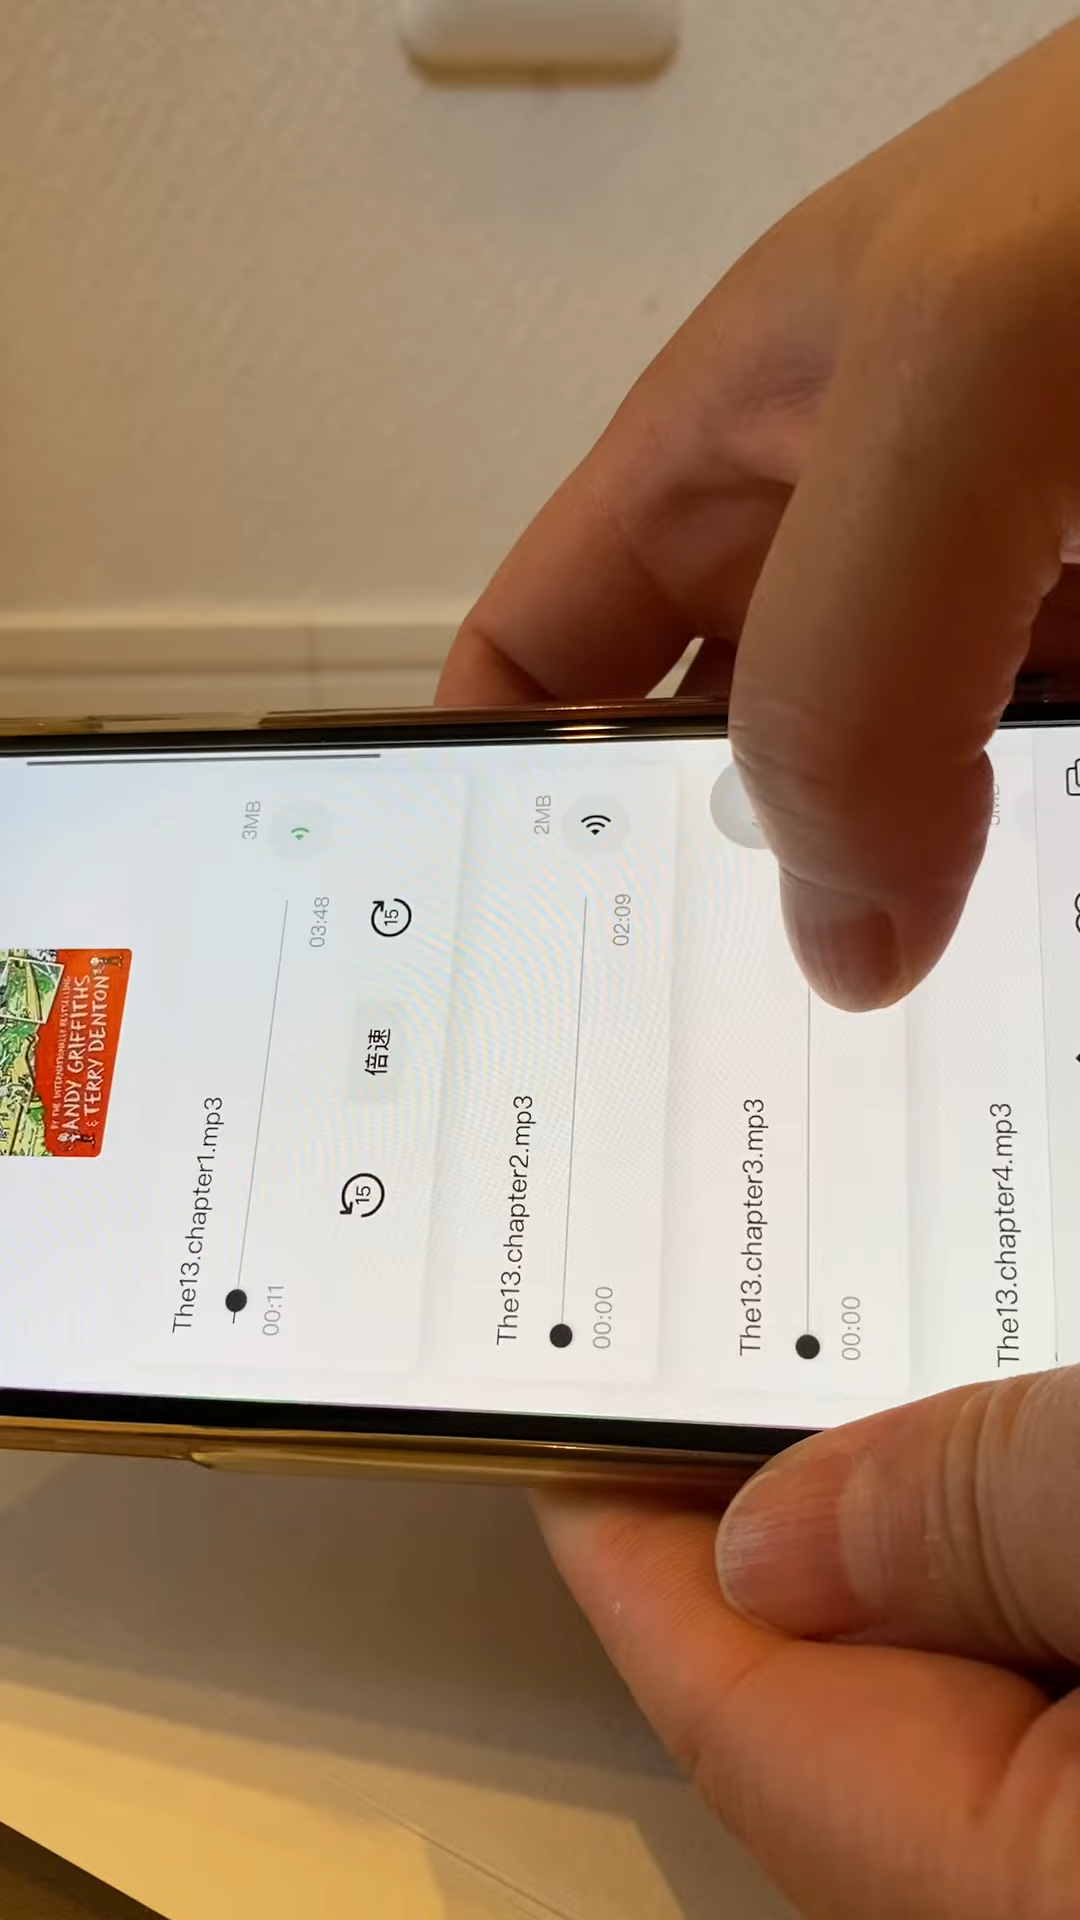 BY THE INTERNATIONALLY BESTSELLING
ANDY GRIFFITHS
& TERRY DENTON
The13.chapter1.mp3
3MB
00:11
03:48
15
倍速
15
The13.chapter2.mp3
2MB
00:00
02:09
The13.chapter3.mp3
00:00
The13.chapter4.mp3